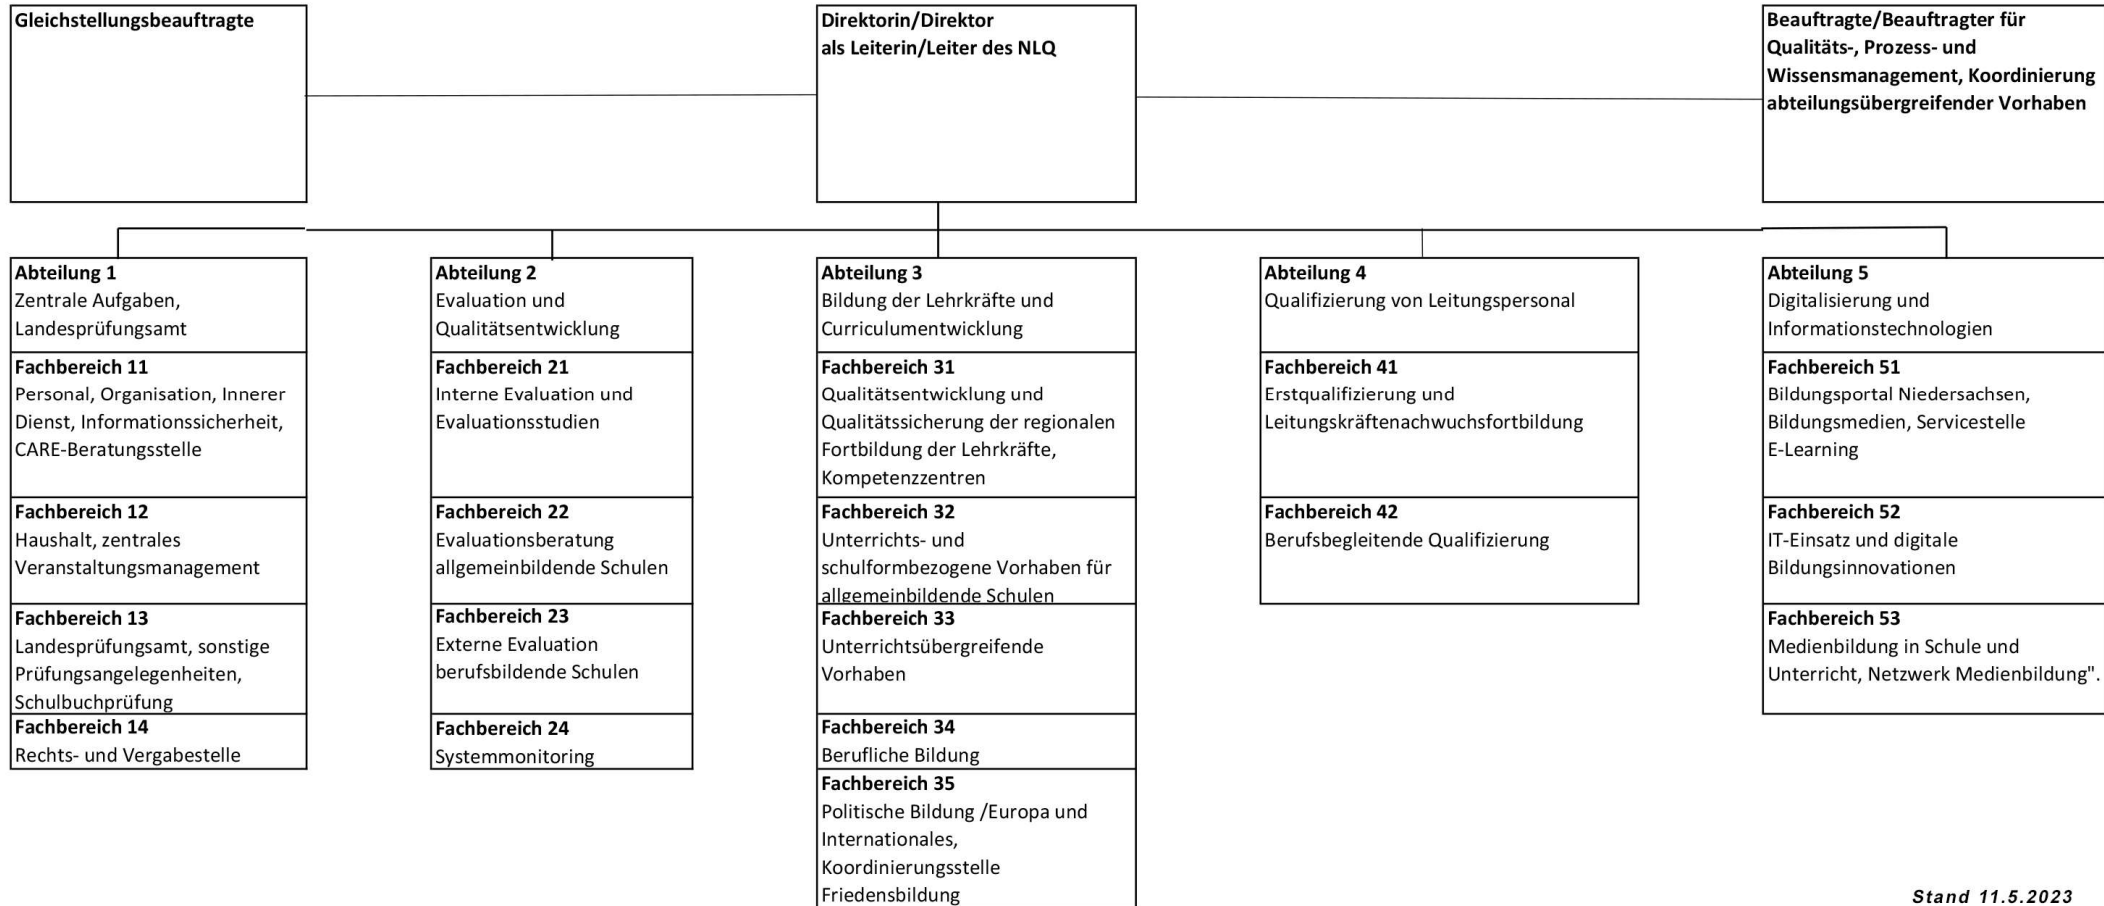 Gleichstellungsbeauftragte
Direktorin/Direktor
als Leiterin/Leiter des NLQ
Beauftragte/Beauftragter für
Qualitäts-, Prozess- und
Wissensmanagement, Koordinierung
abteilungsübergreifender Vorhaben
Abteilung 1
Zentrale Aufgaben,
Landesprüfungsamt
Fachbereich 11
Personal, Organisation, Innerer
Dienst, Informationssicherheit,
CARE-Beratungsstelle
Fachbereich 12
Haushalt, zentrales
Veranstaltungsmanagement
Fachbereich 13
Landesprüfungsamt, sonstige
Prüfungsangelegenheiten,
Schulbuchprüfung
Fachbereich 14
Rechts- und Vergabestelle
Abteilung 2
Evaluation und
Qualitätsentwicklung
Fachbereich 21
Interne Evaluation und
Evaluationsstudien
Fachbereich 22
Evaluationsberatung
allgemeinbildende Schulen
Fachbereich 23
Externe Evaluation
berufsbildende Schulen
Fachbereich 24
Systemmonitoring
Abteilung 3
Bildung der Lehrkräfte und
Curriculumentwicklung
Fachbereich 31
Qualitätsentwicklung und
Qualitätssicherung der regionalen
Fortbildung der Lehrkräfte,
Kompetenzzentren
Fachbereich 32
Unterrichts- und
schulformbezogene Vorhaben für
allgemeinbildende Schulen
Fachbereich 33
Unterrichtsübergreifende
Vorhaben
Fachbereich 34
Berufliche Bildung
Fachbereich 35
Politische Bildung /Europa und
Internationales,
Koordinierungsstelle
Friedensbildung
Abteilung 4
Qualifizierung von Leitungspersonal
Fachbereich 41
Erstqualifizierung und
Leitungskräftenachwuchsfortbildung
Fachbereich 42
Berufsbegleitende Qualifizierung
Abteilung 5
Digitalisierung und
Informationstechnologien
Fachbereich 51
Bildungsportal Niedersachsen,
Bildungsmedien, Servicestelle
E-Learning
Fachbereich 52
IT-Einsatz und digitale
Bildungsinnovationen
Fachbereich 53
Medienbildung in Schule und
Unterricht, Netzwerk Medienbildung".
Stand 11.5.2023